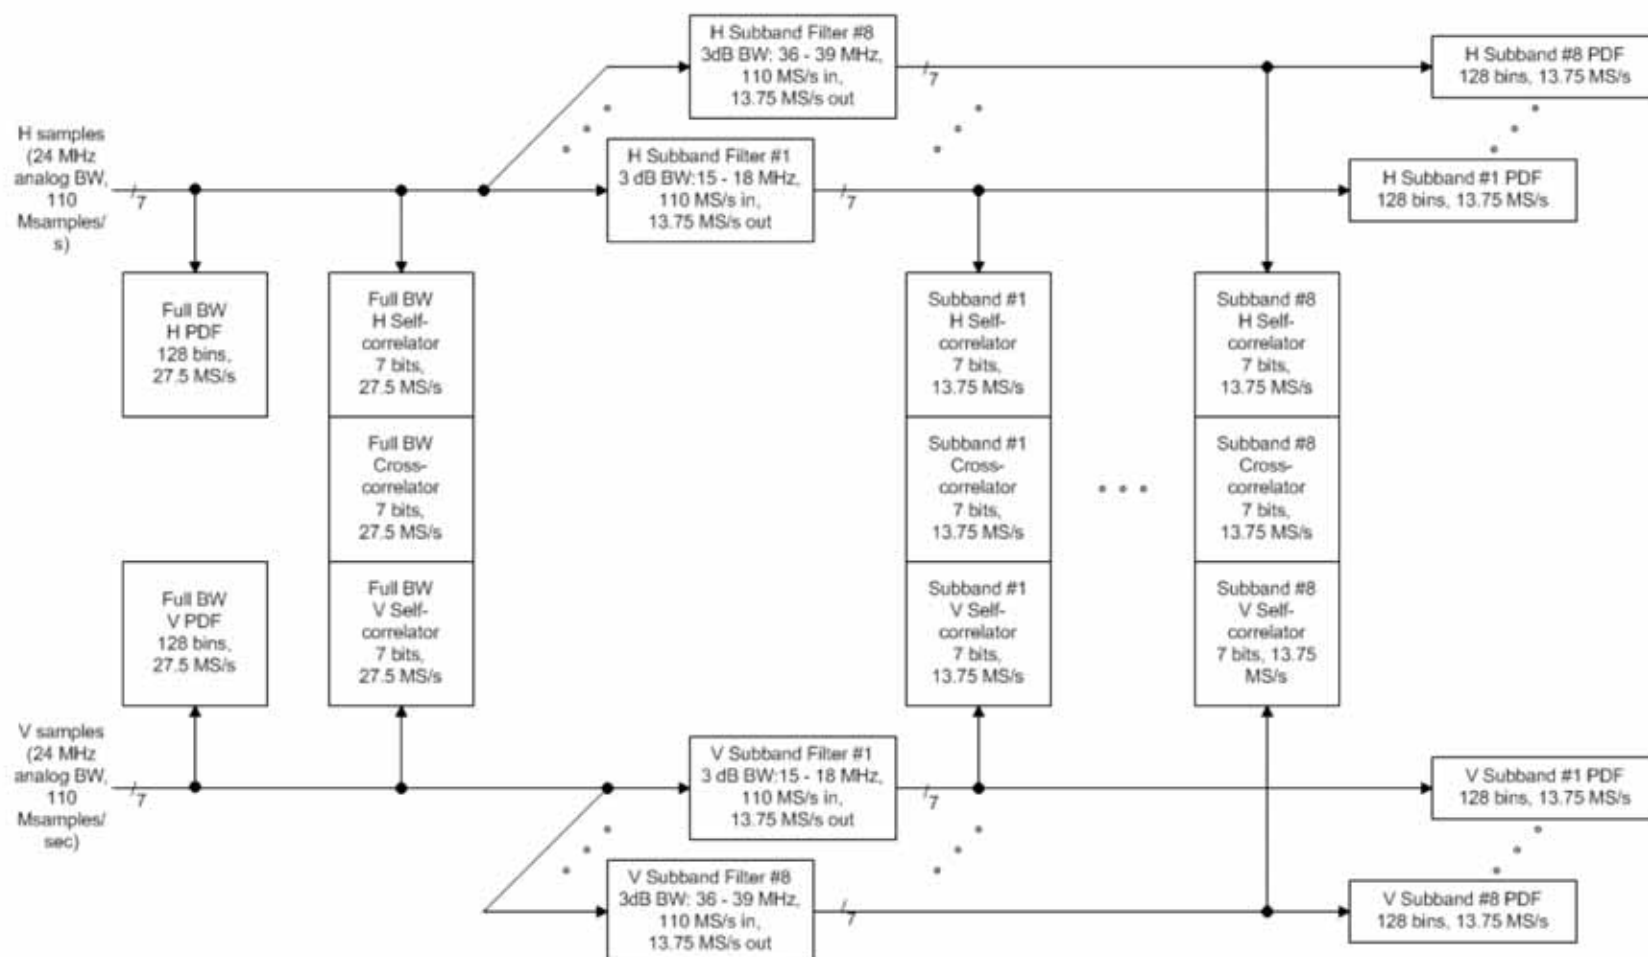 H Subband Filter #8
3dB BW: 36 - 39 MHz,
110 MS/s in,
13.75 MS/s out
7
H Subband #8 PDF
128 bins, 13.75 MS/s
H samples
(24 MHz
analog BW,
110
Msamples/
s)
7
H Subband Filter #1
3 dB BW:15 - 18 MHz,
110 MS/s in,
13.75 MS/s out
7
H Subband #1 PDF
128 bins, 13.75 MS/s
Full BW
H PDF
128 bins,
27.5 MS/s
Full BW
H Self-
correlator
7 bits,
27.5 MS/s
Subband #1
H Self-
correlator
7 bits,
13.75 MS/s
Subband #8
H Self-
correlator
7 bits,
13.75 MS/s
Full BW
Cross-
correlator
7 bits,
27.5 MS/s
Subband #1
Cross-
correlator
7 bits,
13.75 MS/s
Subband #8
Cross-
correlator
7 bits,
13.75 MS/s
Full BW
V PDF
128 bins,
27.5 MS/s
Full BW
V Self-
correlator
7 bits,
27.5 MS/s
Subband #1
V Self-
correlator
7 bits,
13.75 MS/s
Subband #8
V Self-
correlator
7 bits, 13.75
MS/s
V samples
(24 MHz
analog BW,
110
Msamples/
sec)
7
V Subband Filter #1
3 dB BW:15 - 18 MHz,
110 MS/s in,
13.75 MS/s out
7
V Subband #1 PDF
128 bins, 13.75 MS/s
V Subband Filter #8
3dB BW: 36 - 39 MHz,
110 MS/s in,
13.75 MS/s out
7
V Subband #8 PDF
128 bins, 13.75 MS/s